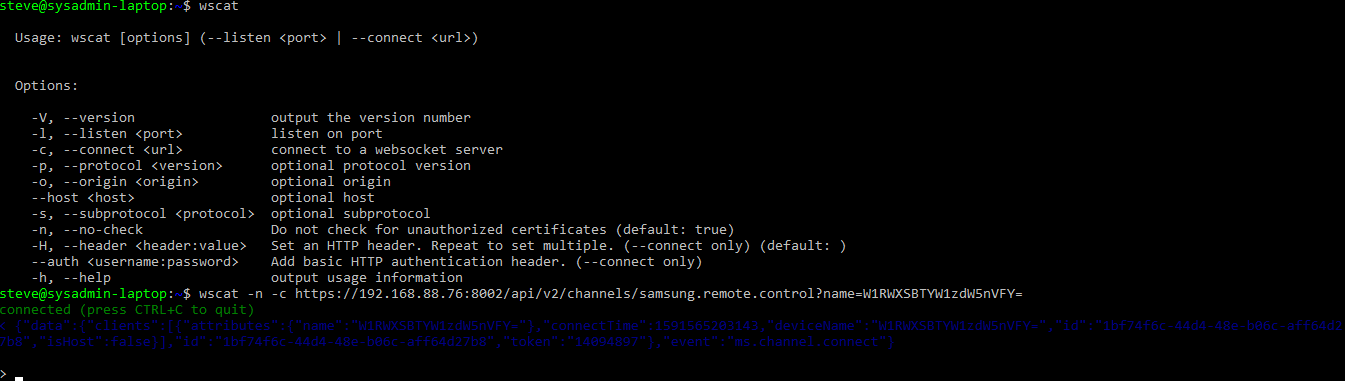 steve@sysadmin-laptop:~$ wscat
Usage: wscat [options] (--listen <port> | --connect <url>)
Options:
-V, --version output the version number
-l, --listen <port> listen on port
-c, --connect <url> connect to a websocket server
-p, --protocol <version> optional protocol version
-o, --origin <origin> optional origin
--host <host> optional host
-s, --subprotocol <protocol> optional subprotocol
-n, --no-check Do not check for unauthorized certificates (default: true)
-H, --header <header:value> Set an HTTP header. Repeat to set multiple. (--connect only) (default: )
--auth <username:password> Add basic HTTP authentication header. (--connect only)
-h, --help output usage information
steve@sysadmin-laptop:~$ wscat -n -c https://192.168.88.76:8002/api/v2/channels/samsung.remote.control?name=W1RWXSBTYW1zdW5nVFY=
connected (press CTRL+C to quit)
< {"data":{"clients":[{"attributes":{"name":"W1RWXSBTYW1zdW5nVFY="},"connectTime":1591565283143,"deviceName":"W1RWXSBTYW1zdW5nVFY=","id":"1bf74f6c-44d4-40e-b86c-aff64d2
7b0","isHost":false}],"id":"1bf74f6c-44d4-40e-b86c-aff64d27b0","token":"14094097"},"event":"ms.channel.connect"}
>